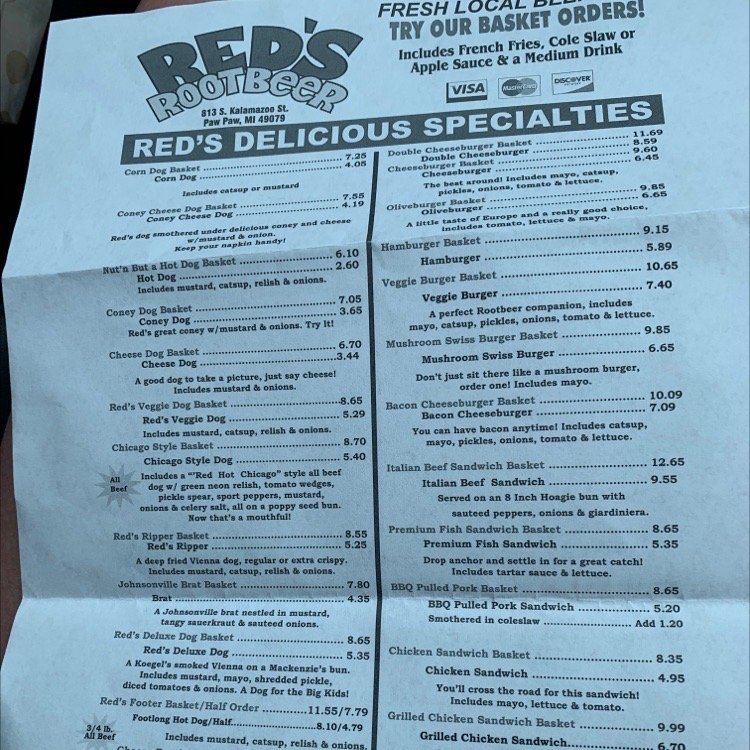 RED'S
ROOTBEER
813 S. Kalamazoo St.
Paw Paw, MI 49079
FRESH LOCAL
TRY OUR BASKET ORDERS!
Includes French Fries, Cole Slaw or
Apple Sauce & a Medium Drink
VISA MasterCard DISCOVER
RED'S DELICIOUS SPECIALTIES
Corn Dog Basket 7.25
Corn Dog 4.05
Includes catsup or mustard
Coney Cheese Dog Basket 7.55
Coney Cheese Dog 4.19
Red's dog smothered under delicious coney and cheese
w/mustard & onion.
Keep your napkin handy!
Nut'n But a Hot Dog Basket 6.10
Hot Dog 2.60
Includes mustard, catsup, relish & onions.
Coney Dog Basket 7.05
Coney Dog 3.65
Red's great coney w/mustard & onions. Try It!
Cheese Dog Basket 6.70
Cheese Dog 3.44
A good dog to take a picture, just say cheese!
Includes mustard & onions.
Red's Veggie Dog Basket 8.65
Red's Veggie Dog 5.29
Includes mustard, catsup, relish & onions.
Chicago Style Basket 8.70
Chicago Style Dog 5.40
All
Beef
Includes a "'Red Hot Chicago" style all beef
dog w/ green neon relish, tomato wedges,
pickle spear, sport peppers, mustard,
onions & celery salt, all on a poppy seed bun.
Now that's a mouthful!
Red's Ripper Basket 8.55
Red's Ripper 5.25
A deep fried Vienna dog, regular or extra crispy.
Includes mustard, catsup, relish & onions.
Johnsonville Brat Basket 7.80
Brat 4.35
A Johnsonville brat nestled in mustard,
tangy sauerkraut & sauteed onions.
Red's Deluxe Dog Basket 8.65
Red's Deluxe Dog 5.35
A Koegel's smoked Vienna on a Mackenzie's bun.
Includes mustard, mayo, shredded pickle,
diced tomatoes & onions. A Dog for the Big Kids!
Red's Footer Basket/Half Order 11.55/7.79
Footlong Hot Dog/Half 8.10/4.79
3/4 lb.
All Beef
Includes mustard, catsup, relish & onions.
Double Cheeseburger Basket 11.69
Double Cheeseburger 8.59
Cheeseburger Basket 9.60
Cheeseburger 6.45
The best around! Includes mayo, catsup,
pickles, onions, tomato & lettuce.
Oliveburger Basket 9.85
Oliveburger 6.65
A little taste of Europe and a really good choice,
includes tomato, lettuce & mayo.
Hamburger Basket 9.15
Hamburger 5.89
Veggie Burger Basket 10.65
Veggie Burger 7.40
A perfect Rootbeer companion, includes
mayo, catsup, pickles, onions, tomato & lettuce.
Mushroom Swiss Burger Basket 9.85
Mushroom Swiss Burger 6.65
Don't just sit there like a mushroom burger,
order one! Includes mayo.
Bacon Cheeseburger Basket 10.09
Bacon Cheeseburger 7.09
You can have bacon anytime! Includes catsup,
mayo, pickles, onions, tomato & lettuce.
Italian Beef Sandwich Basket 12.65
Italian Beef Sandwich 9.55
Served on an 8 Inch Hoagie bun with
sauteed peppers, onions & giardiniera.
Premium Fish Sandwich Basket 8.65
Premium Fish Sandwich 5.35
Drop anchor and settle in for a great catch!
Includes tartar sauce & lettuce.
BBQ Pulled Pork Basket 8.65
BBQ Pulled Pork Sandwich 5.20
Smothered in coleslaw Add 1.20
Chicken Sandwich Basket 8.35
Chicken Sandwich 4.95
You'll cross the road for this sandwich!
Includes mayo, lettuce & tomato.
Grilled Chicken Sandwich Basket 9.99
Grilled Chicken Sandwich 6.70